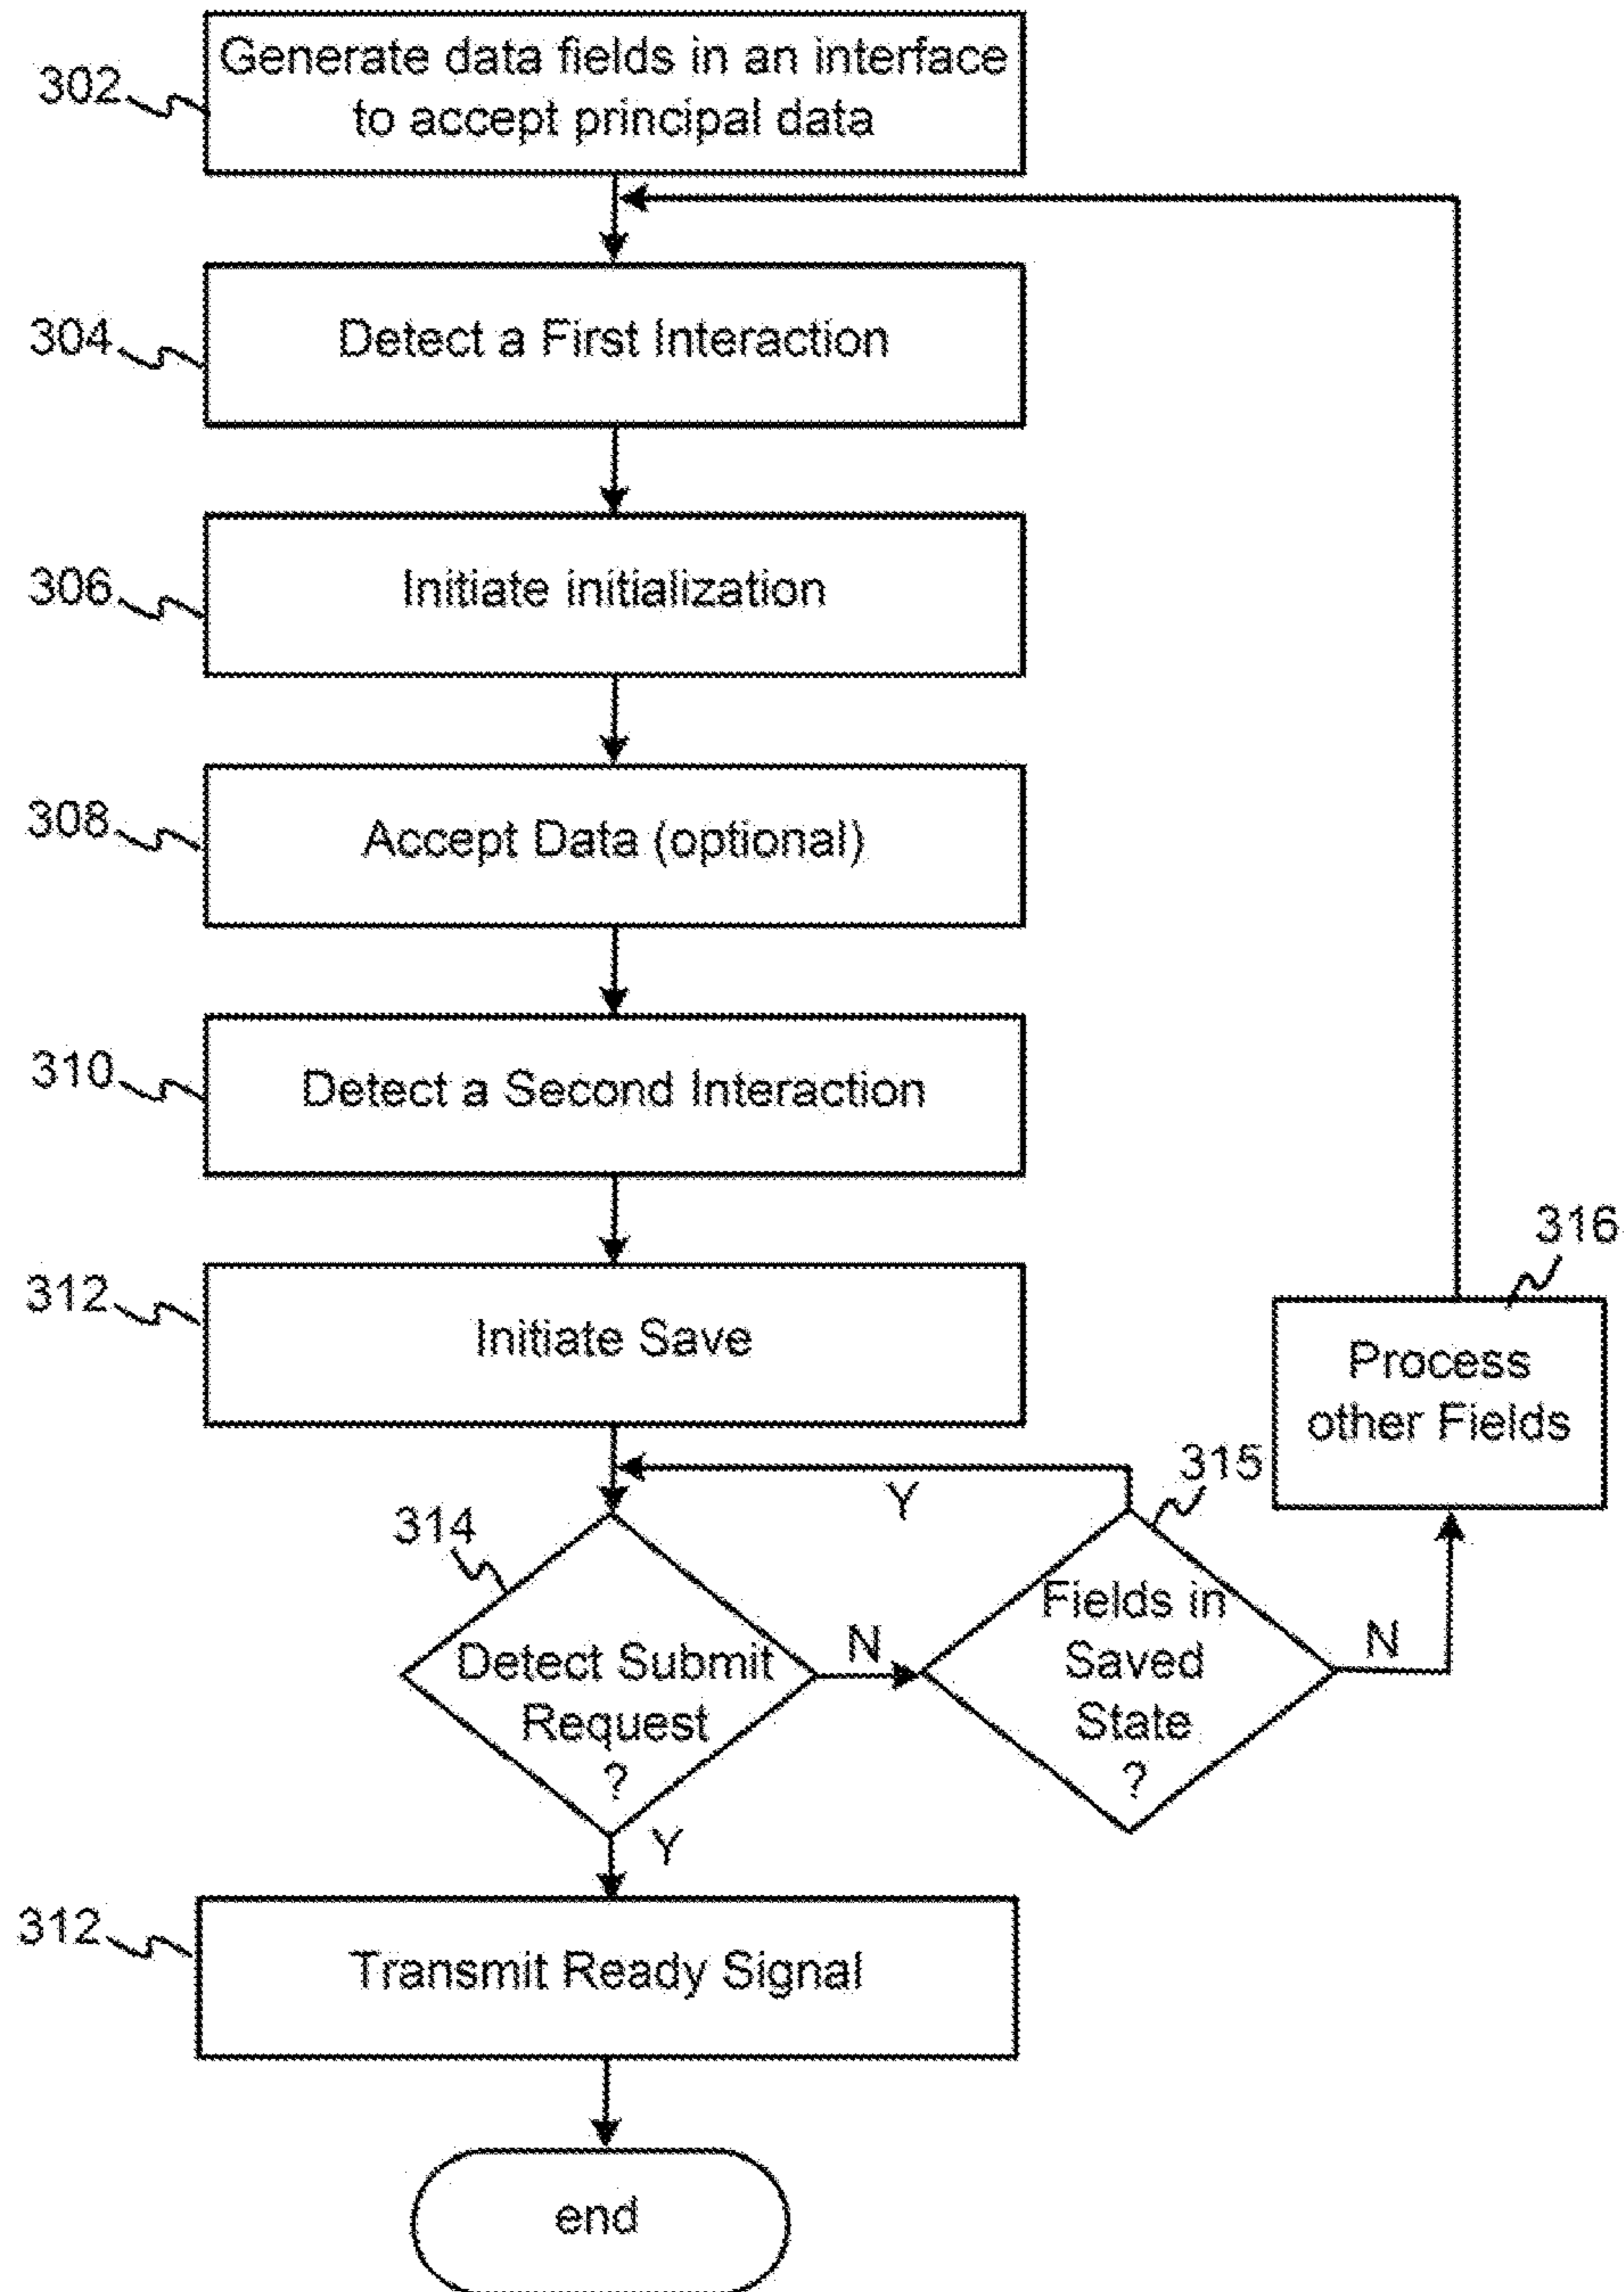 302
Generate data fields in an interface
to accept principal data
304
Detect a First Interaction
306
Initiate initialization
308
Accept Data (optional)
310
Detect a Second Interaction
312
Initiate Save
316
Process
other Fields
315
Y
314
Detect Submit
Request
?
N
Fields in
Saved
State
?
N
Y
312
Transmit Ready Signal
end